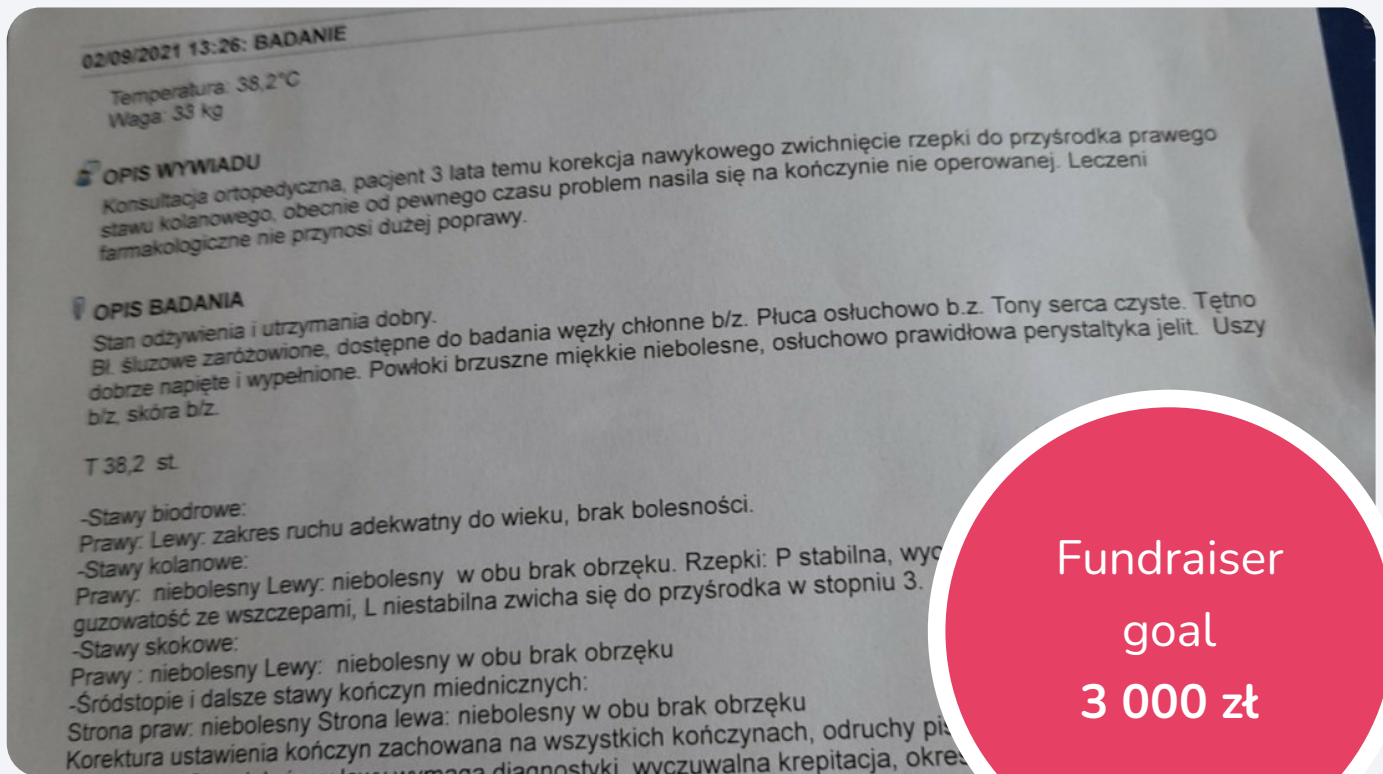 02/09/2021 13:26: BADANIE
Temperatura: 38,2°C
Waga: 33 kg
OPIS WYWIADU
Konsultacja ortopedyczna, pacjent 3 lata temu korekcja nawykowego zwichnięcie rzepki do przyśrodka prawego
stawu kolanowego, obecnie od pewnego czasu problem nasila się na kończynie nie operowanej. Leczeni
farmakologiczne nie przynosi dużej poprawy.
OPIS BADANIA
Stan odżywienia i utrzymania dobry.
Bł. śluzowe zaróżowione, dostępne do badania węzły chłonne b/z. Płuca osłuchowo b.z. Tony serca czyste. Tętno
dobrze napięte i wypełnione. Powłoki brzuszne miękkie niebolesne, osłuchowo prawidłowa perystaltyka jelit. Uszy
b/z, skóra b/z.
T 38,2 st.
-Stawy biodrowe:
Prawy: Lewy: zakres ruchu adekwatny do wieku, brak bolesności.
-Stawy kolanowe:
Prawy: niebolesny Lewy: niebolesny w obu brak obrzęku. Rzepki: P stabilna,
guzowatość ze wszczepami, L niestabilna zwicha się do przyśrodka w stopniu 3.
-Stawy skokowe:
Prawy : niebolesny Lewy: niebolesny w obu brak obrzęku
-Śródstopie i dalsze stawy kończyn miednicznych:
Strona praw: niebolesny Strona lewa: niebolesny w obu brak obrzęku
Korektura ustawienia kończyn zachowana na wszystkich kończynach, odruchy
wymaga diagnostyki, wyczuwalna krepitacja,
Fundraiser
goal
3 000 zł